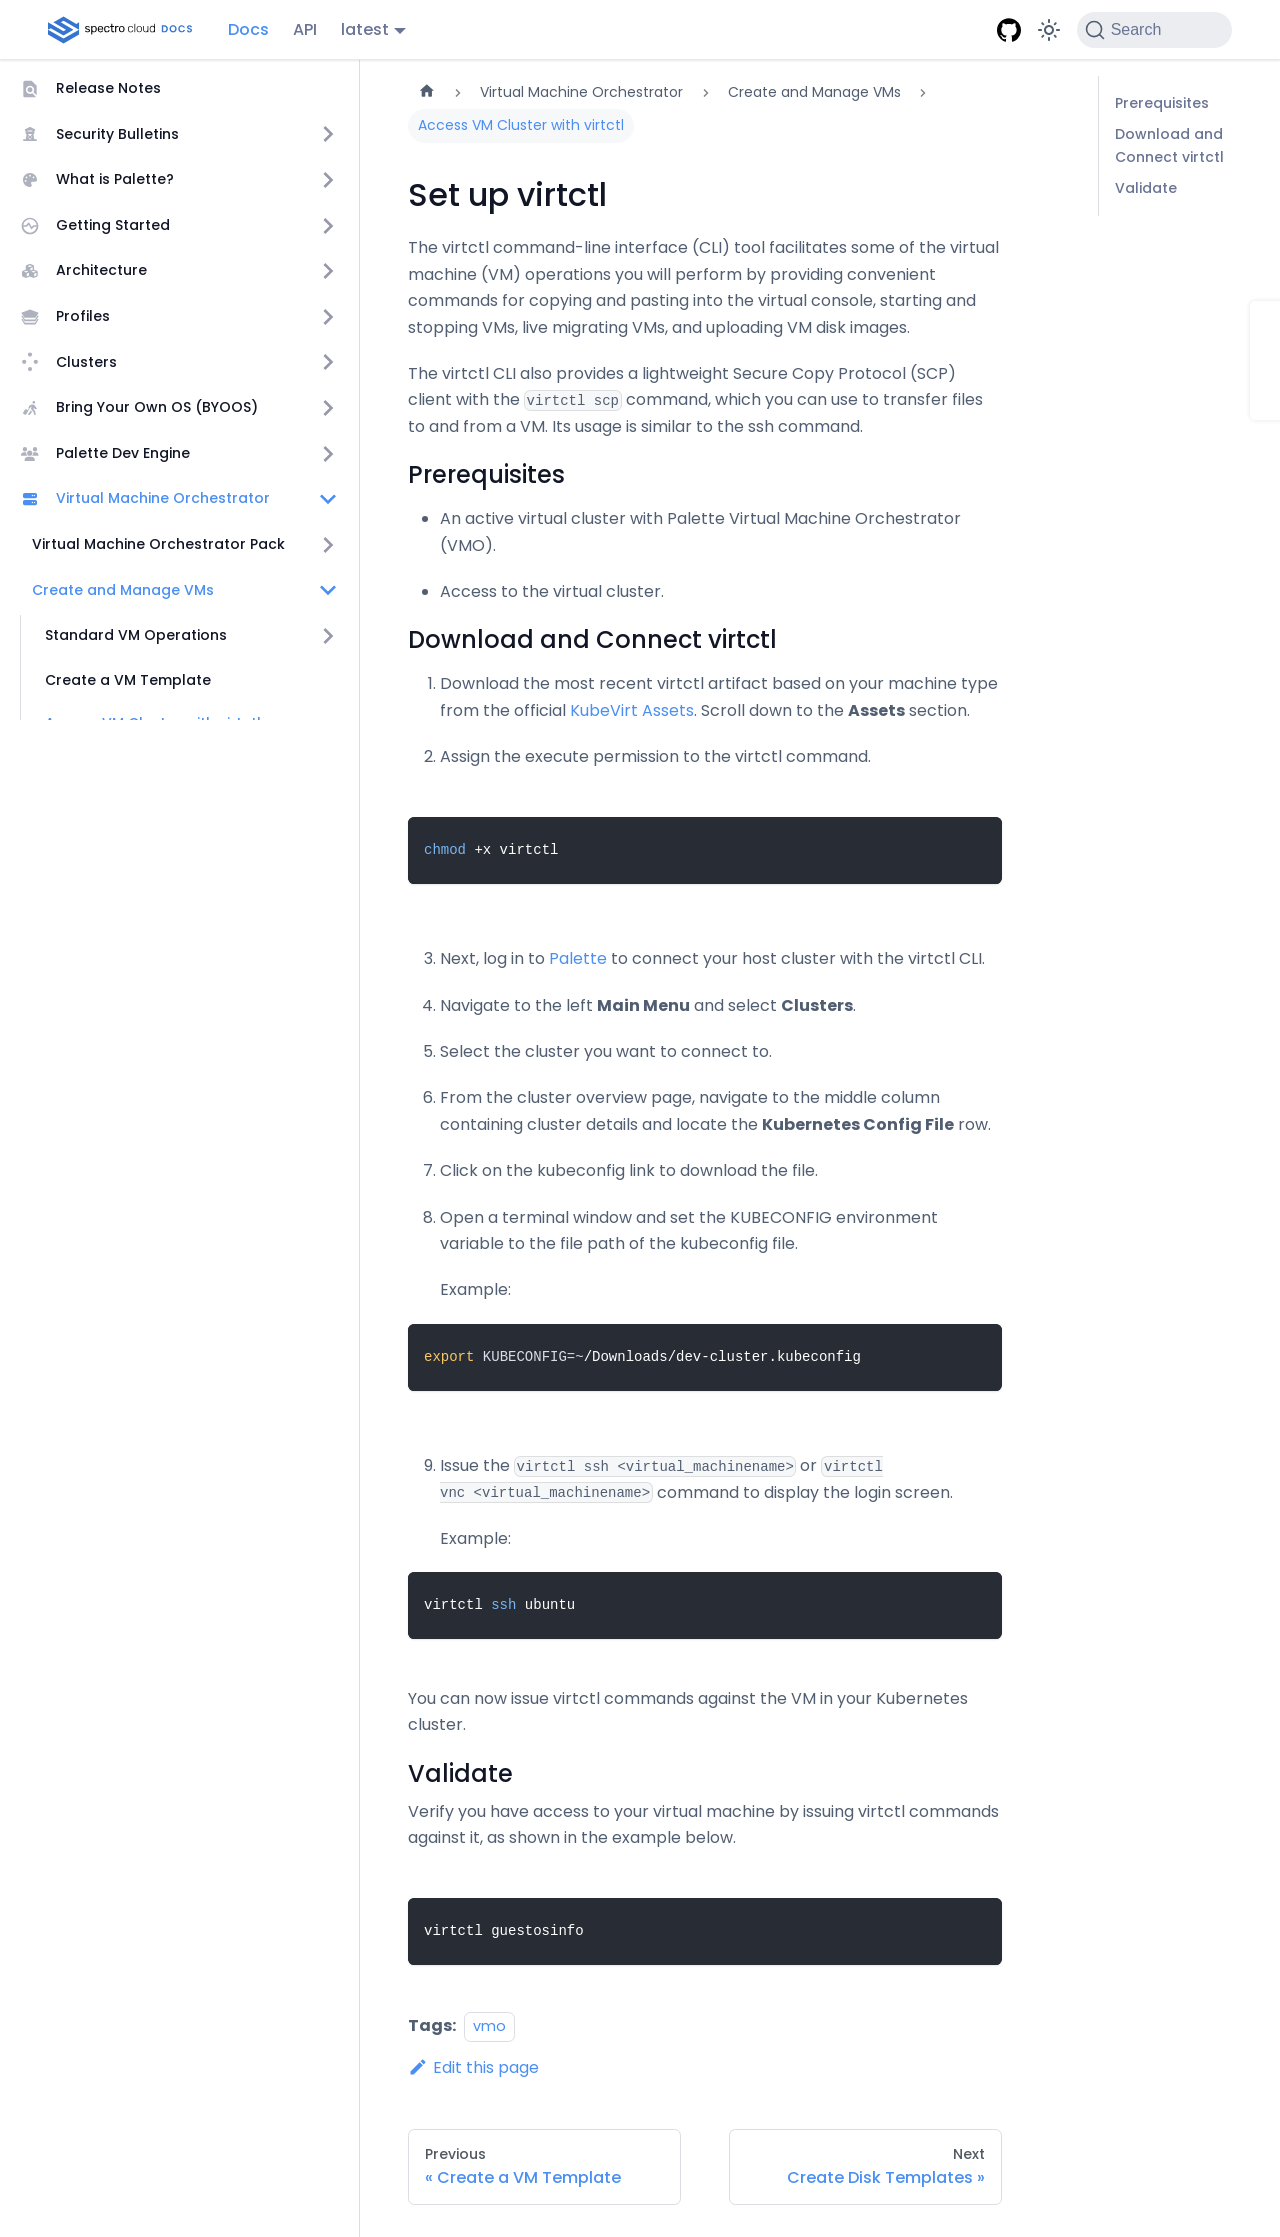 spectro cloud DOCS Docs API latest Search
Release Notes
Security Bulletins
What is Palette?
Getting Started
Architecture
Profiles
Clusters
Bring Your Own OS (BYOOS)
Palette Dev Engine
Virtual Machine Orchestrator
Virtual Machine Orchestrator Pack
Create and Manage VMs
Standard VM Operations
Create a VM Template
Access VM Cluster with virtctl
Virtual Machine Orchestrator > Create and Manage VMs >
Access VM Cluster with virtctl
Set up virtctl
The virtctl command-line interface (CLI) tool facilitates some of the virtual
machine (VM) operations you will perform by providing convenient
commands for copying and pasting into the virtual console, starting and
stopping VMs, live migrating VMs, and uploading VM disk images.
The virtctl CLI also provides a lightweight Secure Copy Protocol (SCP)
client with the virtctl scp command, which you can use to transfer files
to and from a VM. Its usage is similar to the ssh command.
Prerequisites
• An active virtual cluster with Palette Virtual Machine Orchestrator
(VMO).
• Access to the virtual cluster.
Download and Connect virtctl
1. Download the most recent virtctl artifact based on your machine type
from the official KubeVirt Assets. Scroll down to the Assets section.
2. Assign the execute permission to the virtctl command.
chmod +x virtctl
3. Next, log in to Palette to connect your host cluster with the virtctl CLI.
4. Navigate to the left Main Menu and select Clusters.
5. Select the cluster you want to connect to.
6. From the cluster overview page, navigate to the middle column
containing cluster details and locate the Kubernetes Config File row.
7. Click on the kubeconfig link to download the file.
8. Open a terminal window and set the KUBECONFIG environment
variable to the file path of the kubeconfig file.
Example:
export KUBECONFIG=~/Downloads/dev-cluster.kubeconfig
9. Issue the virtctl ssh <virtual_machinename> or virtctl
vnc <virtual_machinename> command to display the login screen.
Example:
virtctl ssh ubuntu
You can now issue virtctl commands against the VM in your Kubernetes
cluster.
Validate
Verify you have access to your virtual machine by issuing virtctl commands
against it, as shown in the example below.
virtctl guestosinfo
Tags: vmo
Edit this page
Previous
« Create a VM Template
Next
Create Disk Templates »
Prerequisites
Download and
Connect virtctl
Validate